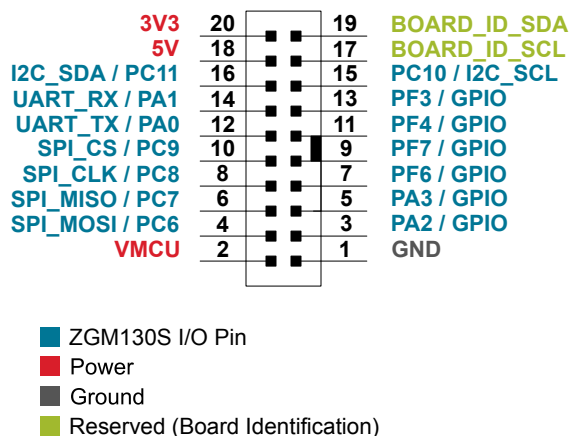 3V3 20 19 BOARD_ID_SDA
5V 18 17 BOARD_ID_SCL
I2C_SDA / PC11 16 15 PC10 / I2C_SCL
UART_RX / PA1 14 13 PF3 / GPIO
UART_TX / PA0 12 11 PF4 / GPIO
SPI_CS / PC9 10 9 PF7 / GPIO
SPI_CLK / PC8 8 7 PF6 / GPIO
SPI_MISO / PC7 6 5 PA3 / GPIO
SPI_MOSI / PC6 4 3 PA2 / GPIO
VMCU 2 1 GND
ZGM130S I/O Pin
Power
Ground
Reserved (Board Identification)